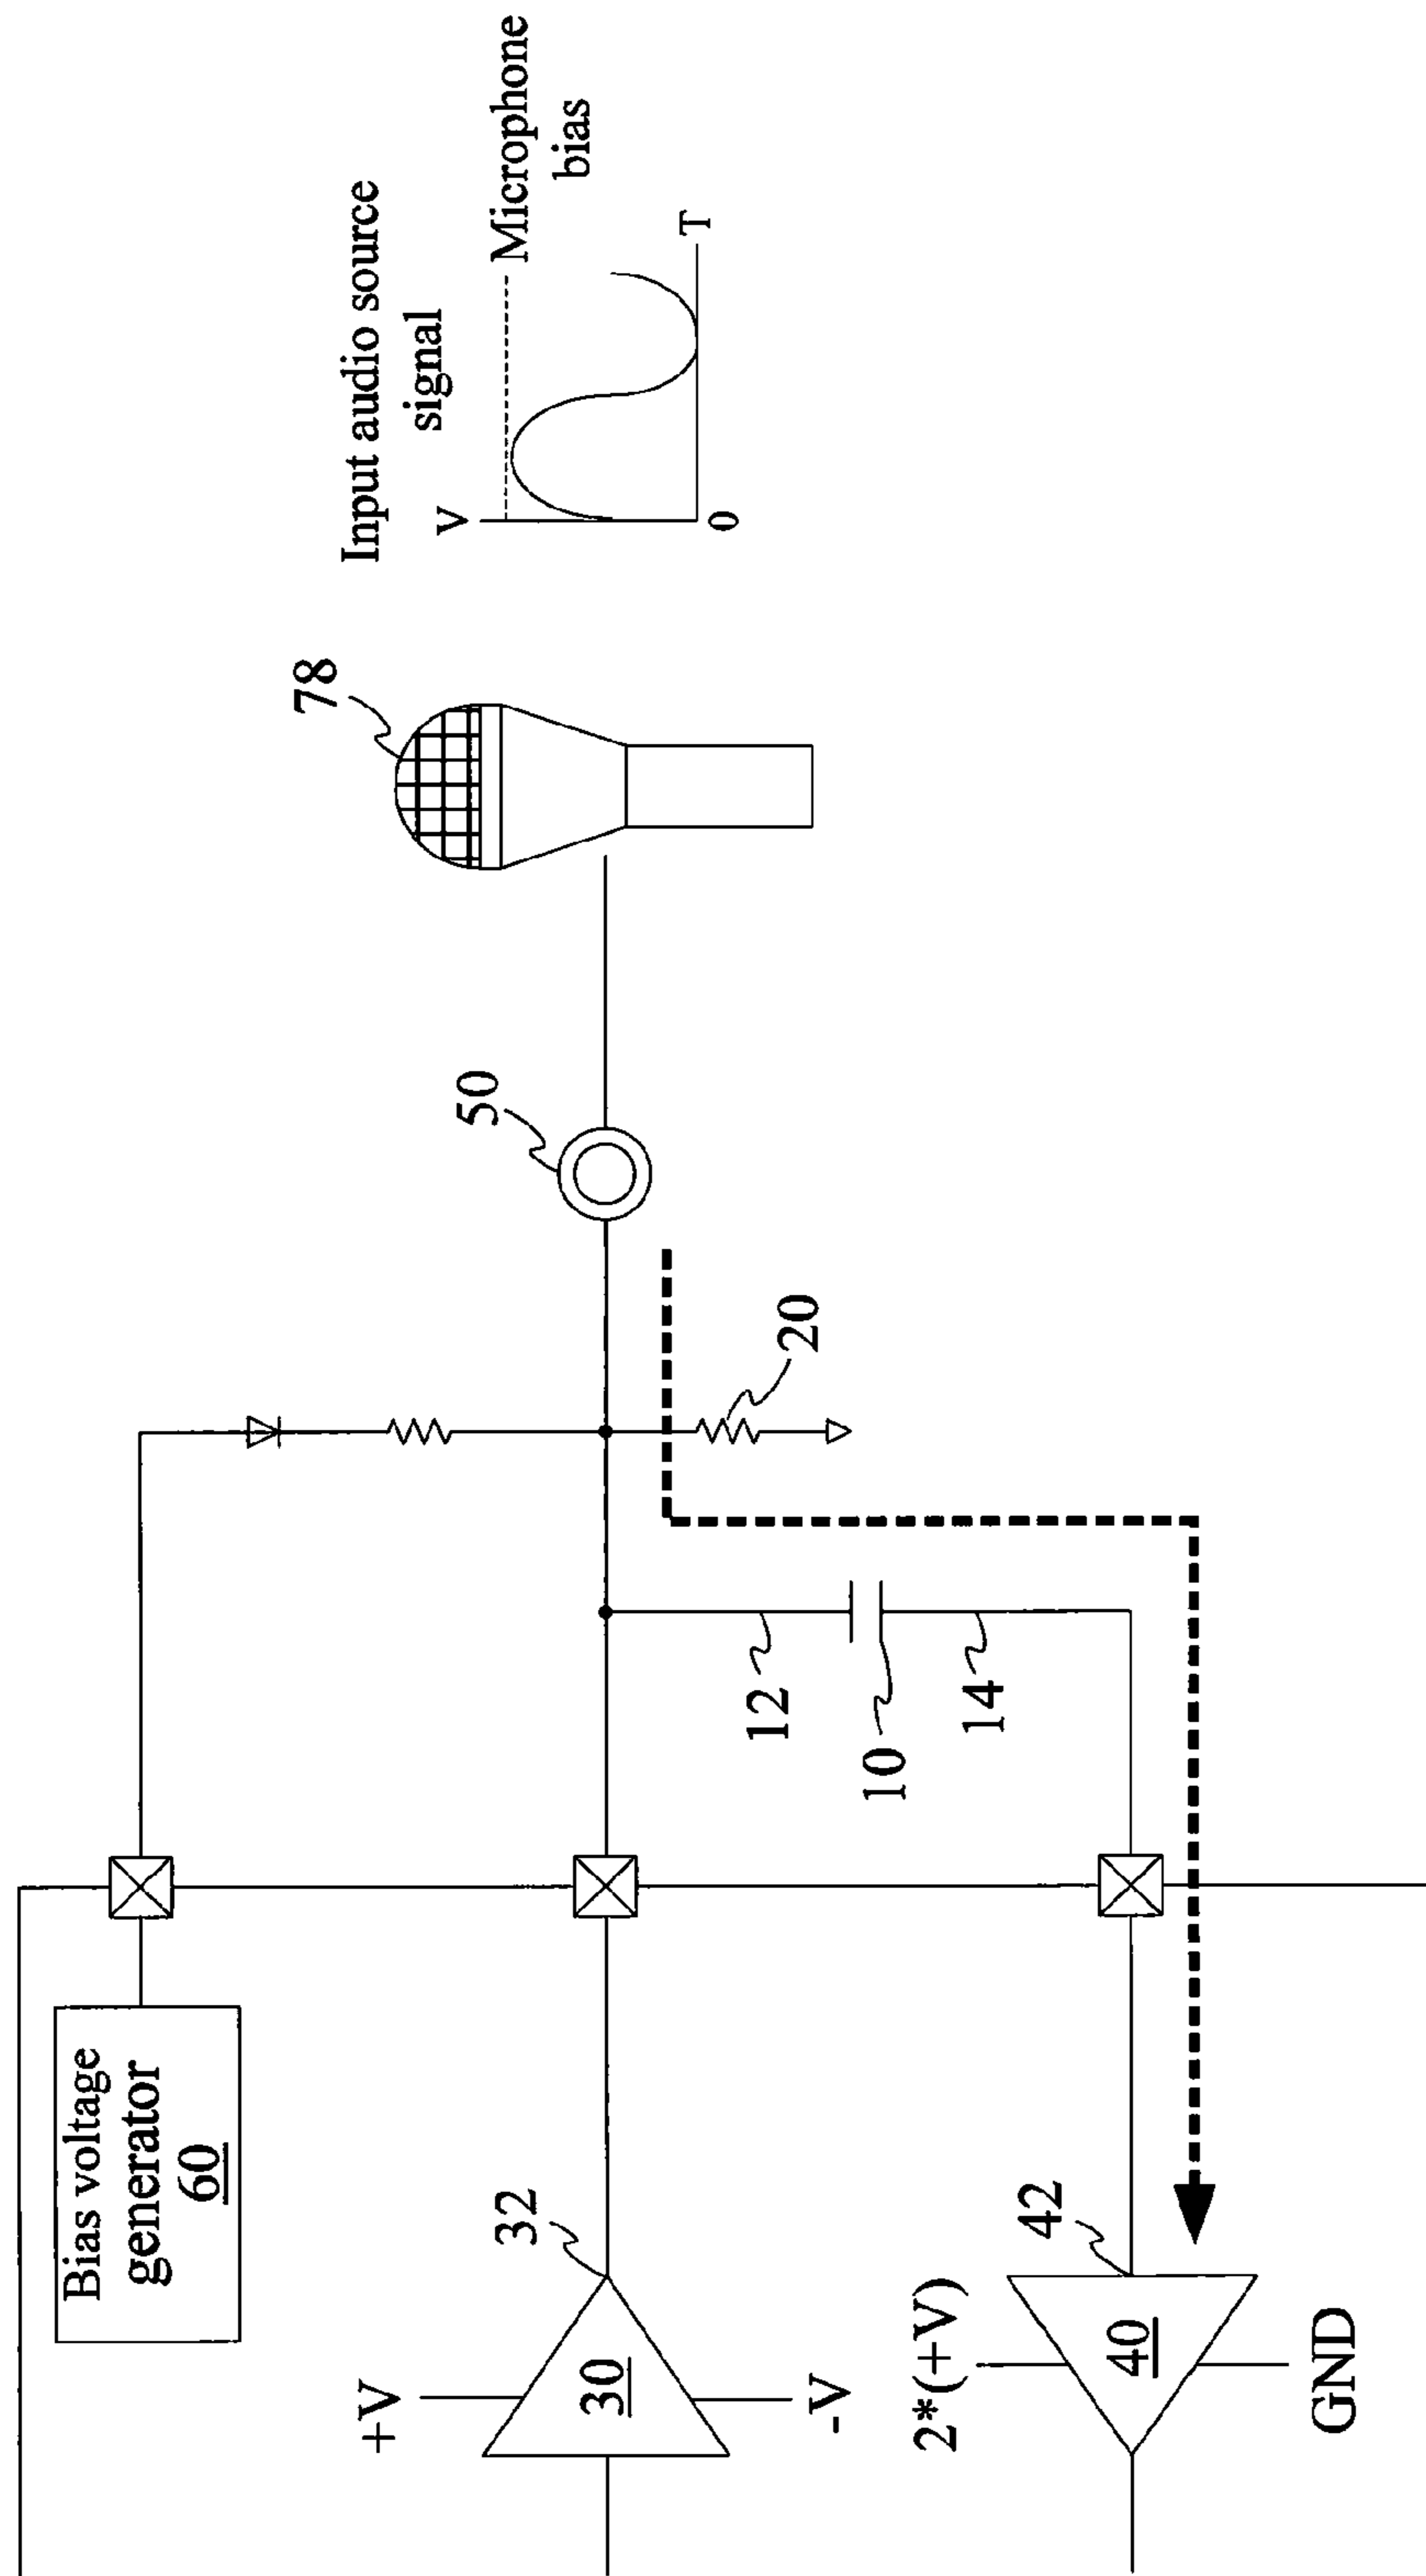 Bias voltage
generator
60
+V
30
-V
32
2*(+V)
40
GND
42
12
10
14
20
50
78
Input audio source
signal
V
Microphone
bias
0
T